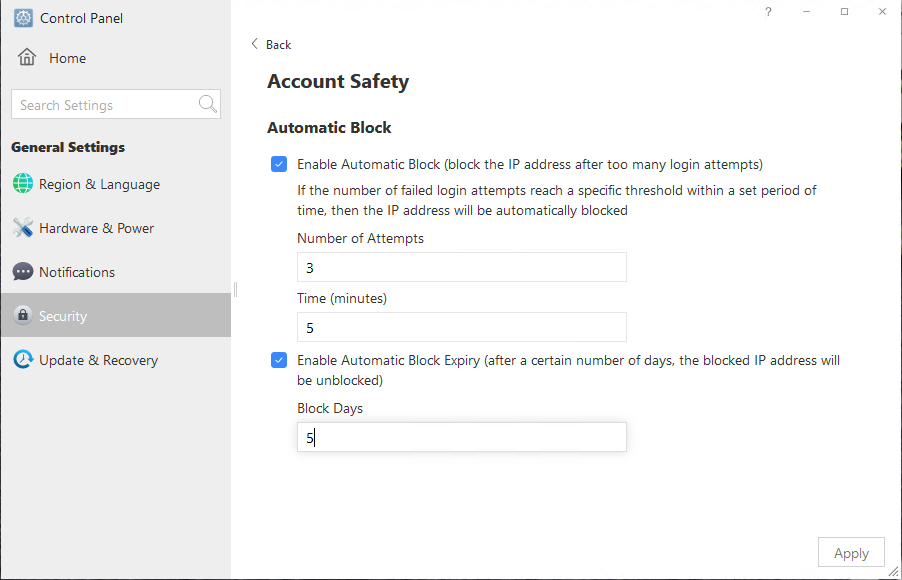 Control Panel
?
Home
Search Settings
General Settings
Region & Language
Hardware & Power
Notifications
Security
Update & Recovery
Back
Account Safety
Automatic Block
Enable Automatic Block (block the IP address after too many login attempts)
If the number of failed login attempts reach a specific threshold within a set period of
time, then the IP address will be automatically blocked
Number of Attempts
3
Time (minutes)
5
Enable Automatic Block Expiry (after a certain number of days, the blocked IP address will
be unblocked)
Block Days
5
Apply